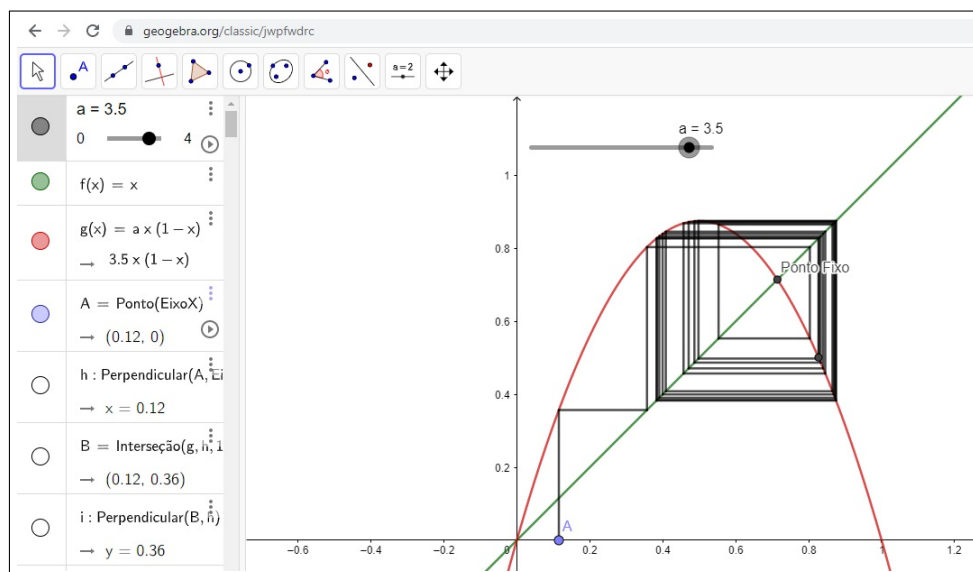 geogebra.org/classic/jwpfwdrc
A
a=2
a = 3.5
0 4
f(x) = x
g(x) = a x (1 − x)
→ 3.5 x (1 − x)
A = Ponto(EixoX)
→ (0.12, 0)
h : Perpendicular(A, Ei
→ x = 0.12
B = Interseção(g, h, 1
→ (0.12, 0.36)
i : Perpendicular(B, h)
→ y = 0.36
a = 3.5
1
0.8
Ponto Fixo
0.6
0.4
0.2
A
−0.6 −0.4 −0.2 0 0.2 0.4 0.6 0.8 1 1.2